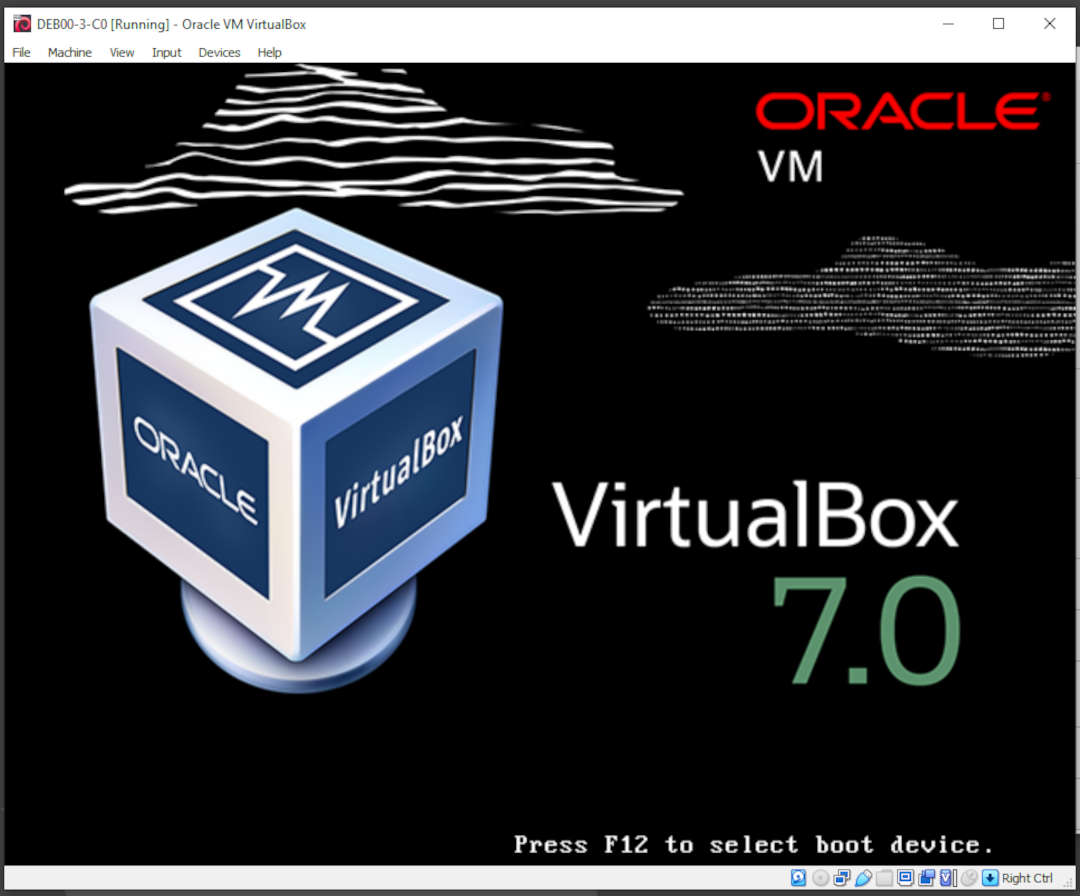 DEB00-3-C0 [Running] - Oracle VM VirtualBox
File Machine View Input Devices Help
ORACLE®
VM
ORACLE
VirtualBox
VirtualBox
7.0
Press F12 to select boot device.
Right Ctrl